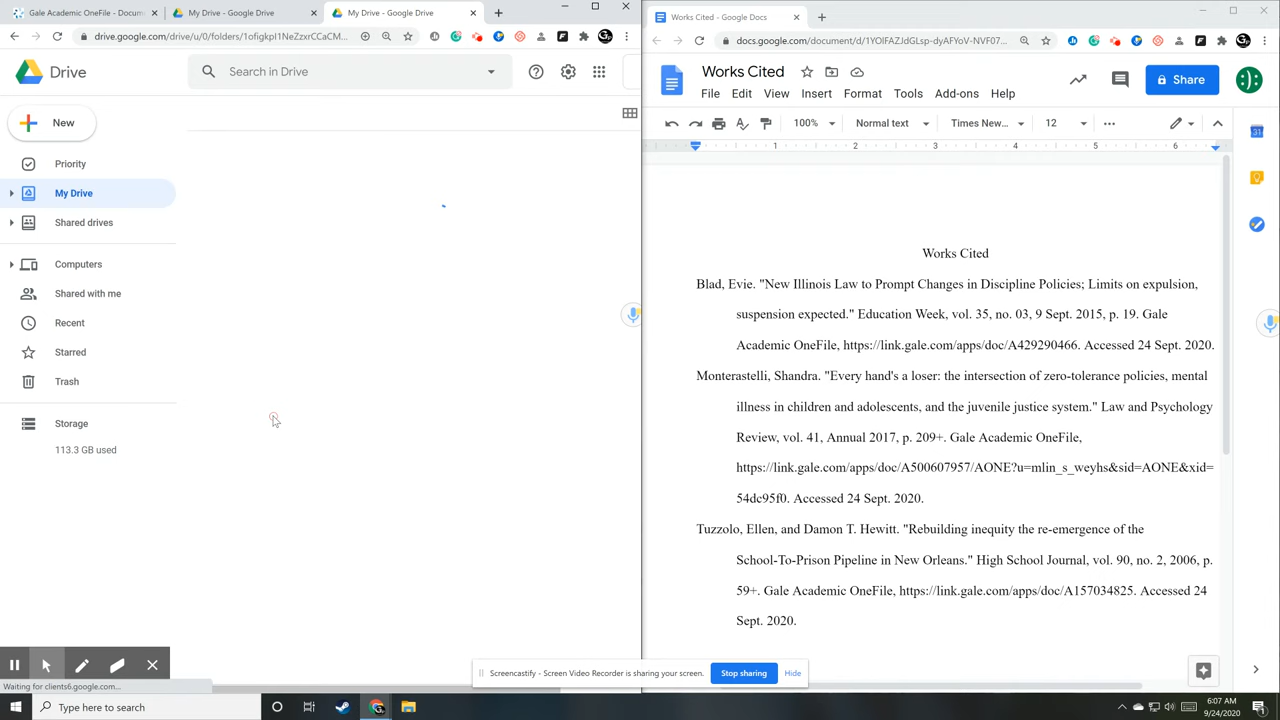 Gale Academic OneFile - Docum
My Drive - Google Drive
My Drive - Google Drive
drive.google.com/drive/u/0/folders/1ofigkpI1NeZzxrCCaCM...
Drive
Search in Drive
New
Priority
My Drive
Shared drives
Computers
Shared with me
Recent
Starred
Trash
Storage
113.3 GB used
Waiting for clients6.google.com...
Works Cited - Google Docs
docs.google.com/document/d/1YOlFAZJdGLsp-dyAFYoV-NVF07...
Works Cited
File Edit View Insert Format Tools Add-ons Help
Share
100% Normal text Times New... 12
1 2 3 4 5 6
31
Works Cited
Blad, Evie. "New Illinois Law to Prompt Changes in Discipline Policies; Limits on expulsion,
suspension expected." Education Week, vol. 35, no. 03, 9 Sept. 2015, p. 19. Gale
Academic OneFile, https://link.gale.com/apps/doc/A429290466. Accessed 24 Sept. 2020.
Monterastelli, Shandra. "Every hand's a loser: the intersection of zero-tolerance policies, mental
illness in children and adolescents, and the juvenile justice system." Law and Psychology
Review, vol. 41, Annual 2017, p. 209+. Gale Academic OneFile,
https://link.gale.com/apps/doc/A500607957/AONE?u=mlin_s_weyhs&sid=AONE&xid=
54dc95f0. Accessed 24 Sept. 2020.
Tuzzolo, Ellen, and Damon T. Hewitt. "Rebuilding inequity the re-emergence of the
School-To-Prison Pipeline in New Orleans." High School Journal, vol. 90, no. 2, 2006, p.
59+. Gale Academic OneFile, https://link.gale.com/apps/doc/A157034825. Accessed 24
Sept. 2020.
Screencastify - Screen Video Recorder is sharing your screen. Stop sharing Hide
Type here to search
6:07 AM
9/24/2020